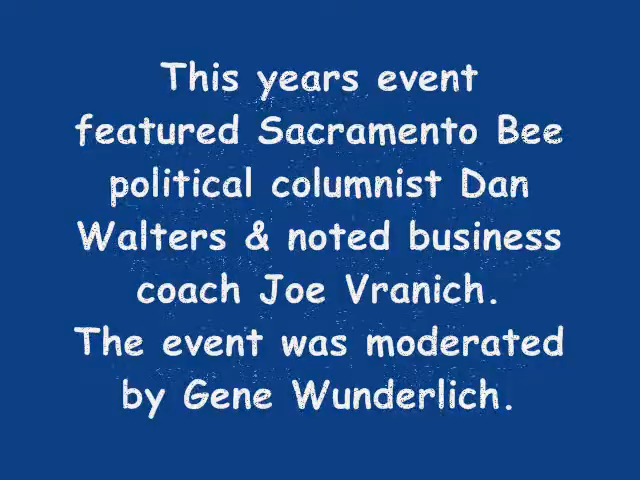 This years event
featured Sacramento Bee
political columnist Dan
Walters & noted business
coach Joe Vranich.
The event was moderated
by Gene Wunderlich.